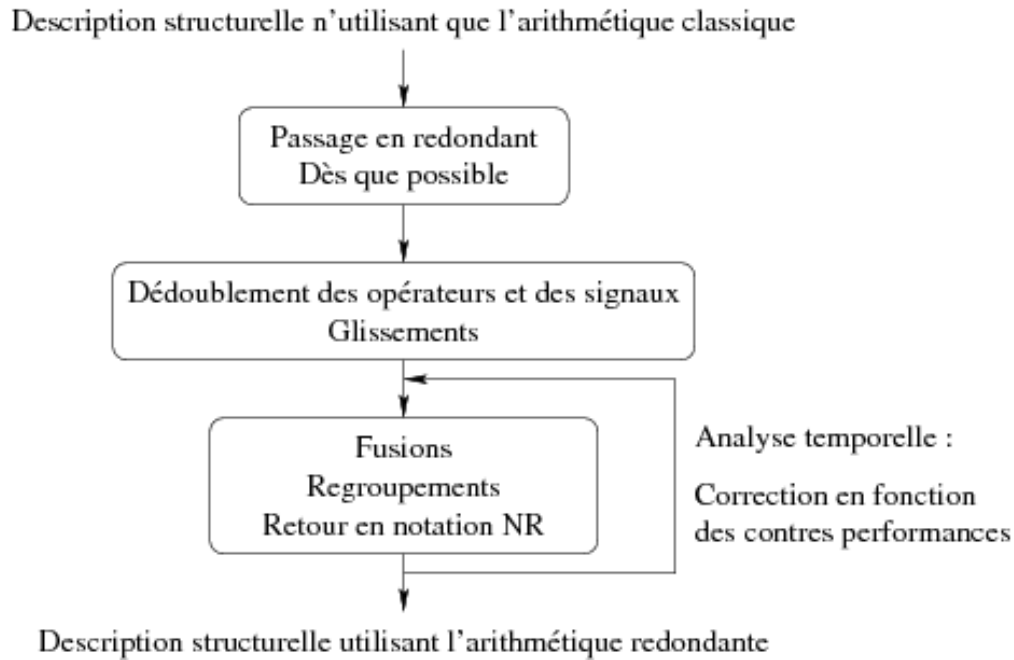 Description structurelle n'utilisant que l'arithmétique classique
Passage en redondant
Dès que possible
Dédoublement des opérateurs et des signaux
Glissements
Fusions
Regroupements
Retour en notation NR
Analyse temporelle :
Correction en fonction
des contres performances
Description structurelle utilisant l'arithmétique redondante